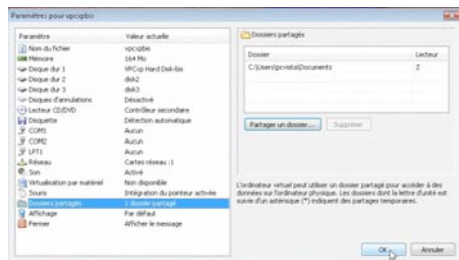 Paramètres pour vpcxpbis
Paramètre Valeur actuelle
Nom du fichier vpcxpbis
Mémoire 164 Mo
Disque dur 1 VPCxp Hard Disk-bis
Disque dur 2 disk2
Disque dur 3 disk3
Disques d'annulations Désactivé
Lecteur CD/DVD Contrôleur secondaire
Disquette Détection automatique
COM1 Aucun
COM2 Aucun
LPT1 Aucun
Réseau Cartes réseau :1
Son Activé
Virtualisation par matériel Non disponible
Souris Intégration du pointeur activée
Dossiers partagés 1 dossier partagé
Affichage Par défaut
Fermer Afficher le message
Dossiers partagés
Dossier Lecteur
C:\Users\pcvista\Documents Z
Partager un dossier... Supprimer
L'ordinateur virtuel peut utiliser un dossier partagé pour accéder à des
données sur l'ordinateur physique. Les dossiers dont la lettre d'unité est
suivie d'un astérisque (*) indiquent des partages temporaires.
OK Annuler